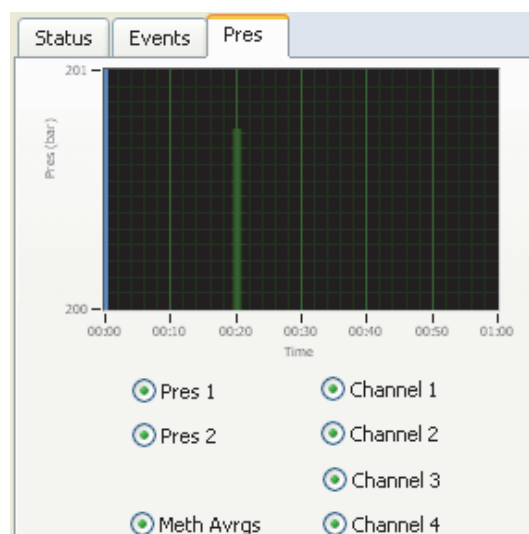 Status Events Pres
201
Pres (bar)
200
00:00 00:10 00:20 00:30 00:40 00:50 01:00
Time
Pres 1 Channel 1
Pres 2 Channel 2
Channel 3
Meth Avrgs Channel 4